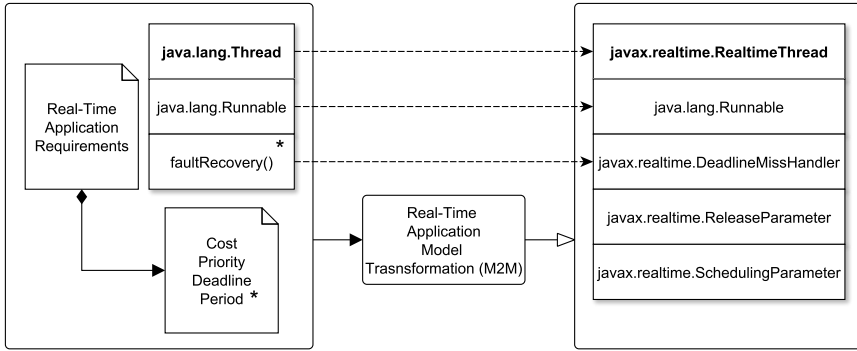 java.lang.Thread
java.lang.Runnable
faultRecovery()
*
Real-Time
Application
Requirements
Cost
Priority
Deadline
Period *
Real-Time
Application
Model
Trasnsformation (M2M)
javax.realtime.RealtimeThread
java.lang.Runnable
javax.realtime.DeadlineMissHandler
javax.realtime.ReleaseParameter
javax.realtime.SchedulingParameter